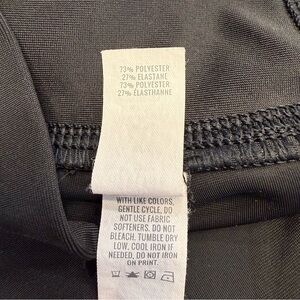 73% POLYESTER
27% ELASTANE
73% POLYESTER
27% ÉLASTHANNE
WITH LIKE COLORS,
GENTLE CYCLE, DO
NOT USE FABRIC
SOFTENERS. DO NOT
BLEACH. TUMBLE DRY
LOW, COOL IRON IF
NEEDED, DO NOT IRON
ON PRINT.